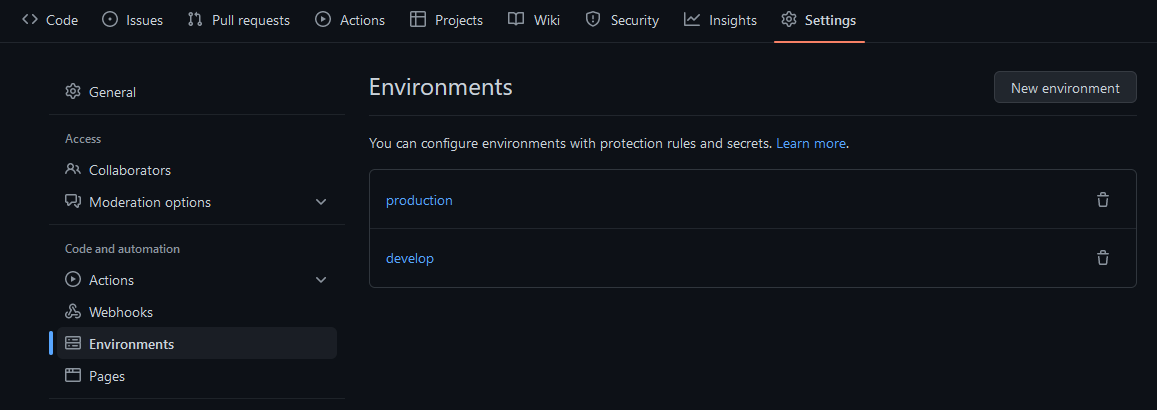 Code Issues Pull requests Actions Projects Wiki Security Insights Settings
General
Access
Collaborators
Moderation options
Code and automation
Actions
Webhooks
Environments
Pages
Environments
New environment
You can configure environments with protection rules and secrets. Learn more.
production
develop